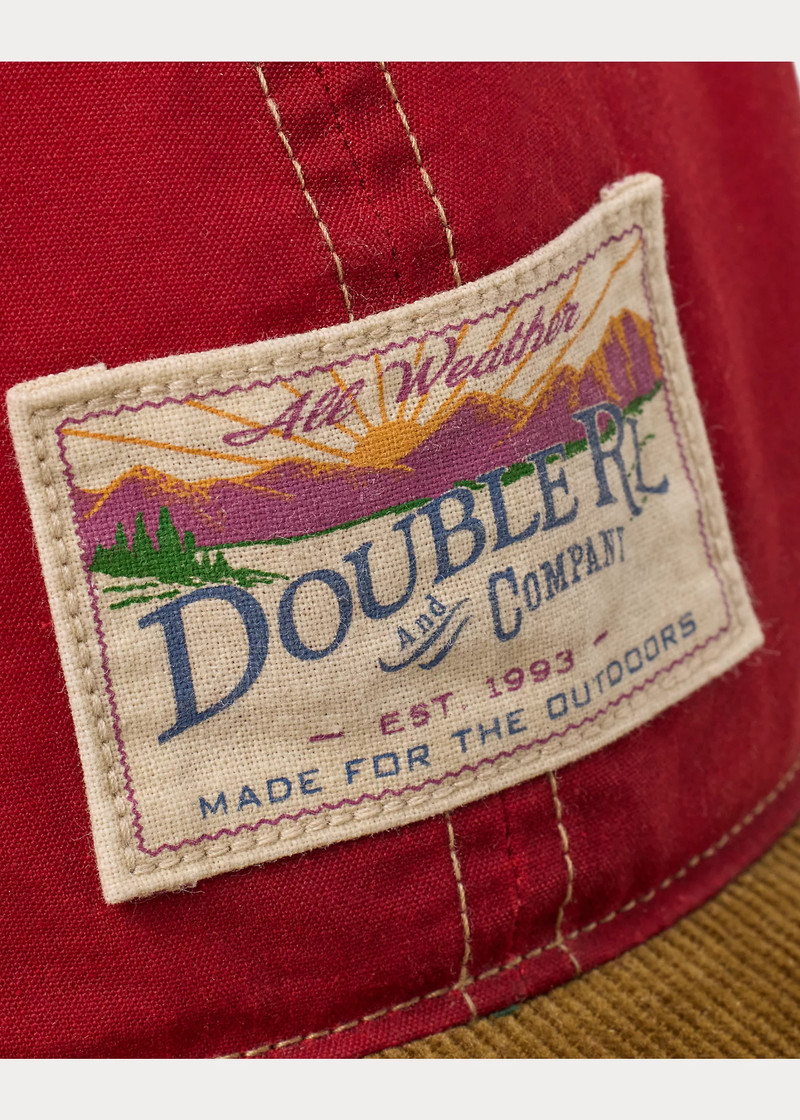 All Weather
DOUBLE RL
And COMPANY
- EST. 1993 -
MADE FOR THE OUTDOORS